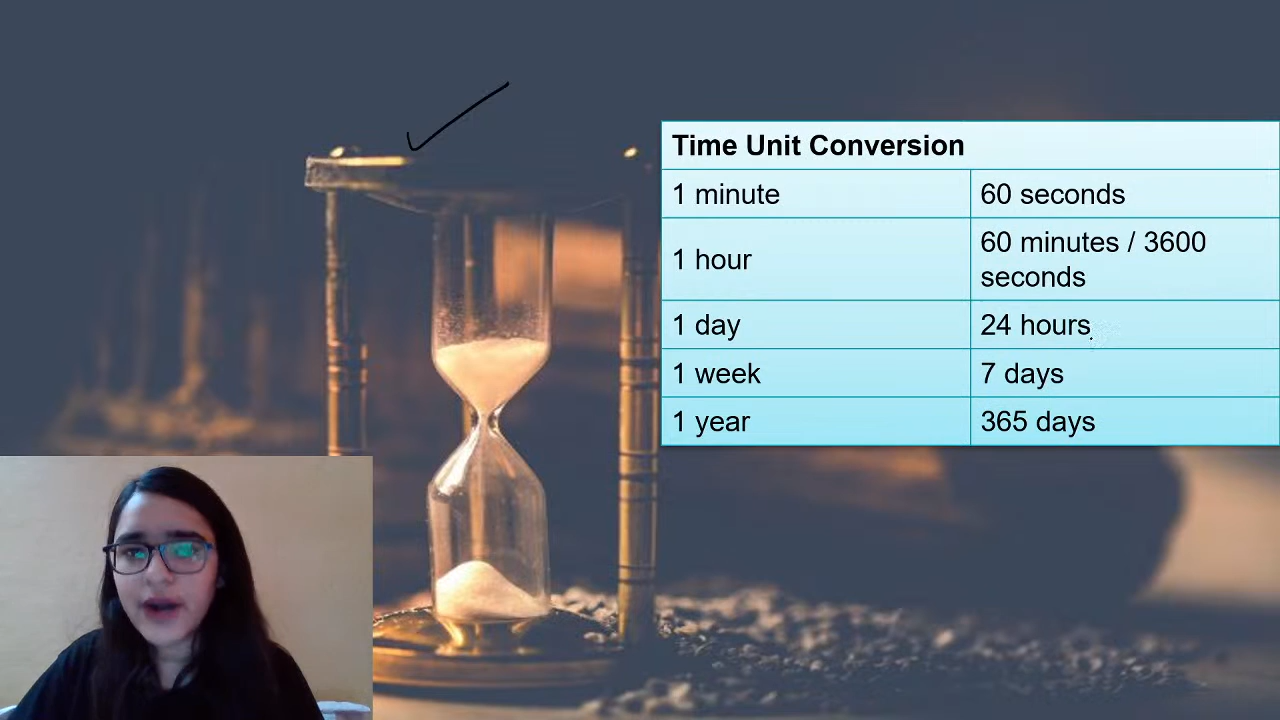 Time Unit Conversion
1 minute
60 seconds
1 hour
60 minutes / 3600
seconds
1 day
24 hours
1 week
7 days
1 year
365 days